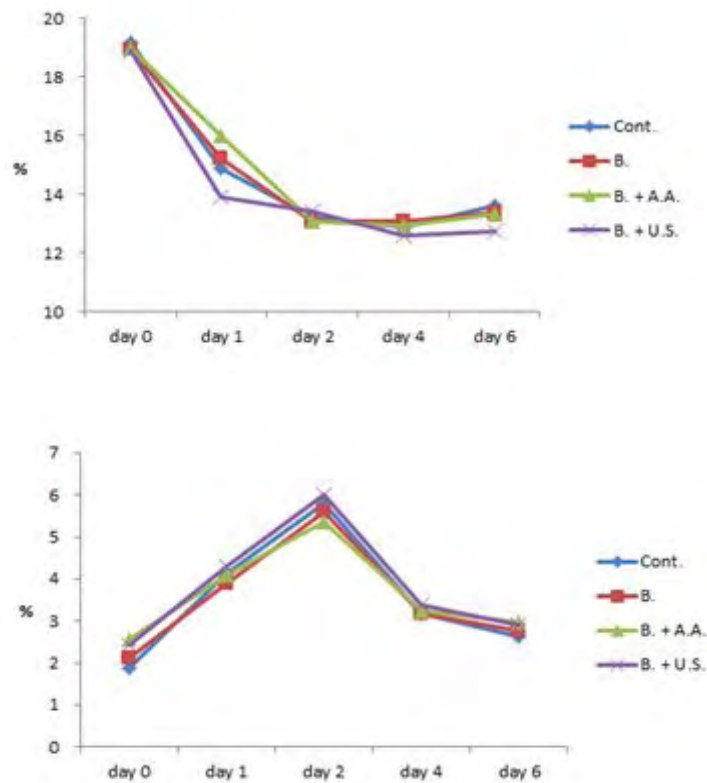 20
18
16
14
12
10
%
day 0 day 1 day 2 day 4 day 6
Cont.
B.
B. + A.A.
B. + U.S.
7
6
5
4
3
2
1
0
%
day 0 day 1 day 2 day 4 day 6
Cont.
B.
B. + A.A.
B. + U.S.